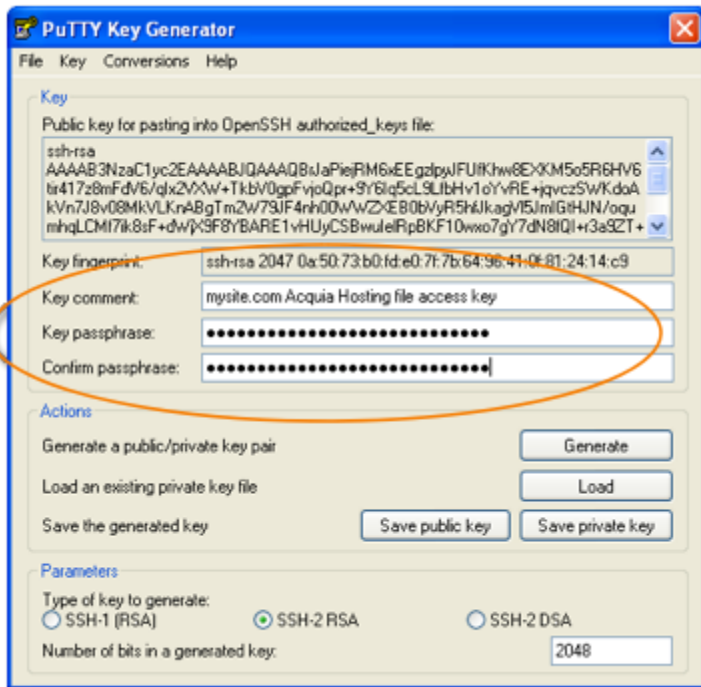 PuTTY Key Generator
File Key Conversions Help
Key
Public key for pasting into OpenSSH authorized_keys file:
ssh-rsa
Key fingerprint: ssh-rsa 2047 0a:50:73:b0:fd:e0:7f:7b:64:96:41:0f:81:24:14:c9
Key comment: mysite.com Acquia Hosting file access key
Key passphrase:
Confirm passphrase:
Actions
Generate a public/private key pair Generate
Load an existing private key file Load
Save the generated key Save public key Save private key
Parameters
Type of key to generate:
SSH-1 (RSA) SSH-2 RSA SSH-2 DSA
Number of bits in a generated key: 2048